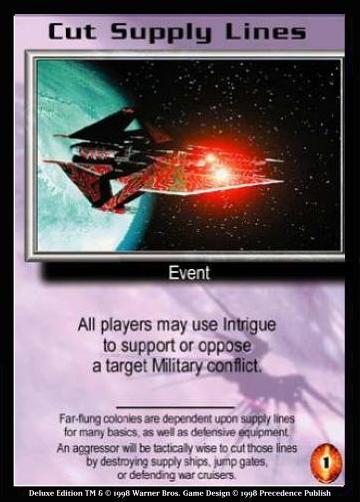 Cut Supply Lines
Event
All players may use Intrigue
to support or oppose
a target Military conflict.
Far-flung colonies are dependent upon supply lines
for many basics, as well as defensive equipment.
An aggressor will be tactically wise to cut those lines
by destroying supply ships, jump gates,
or defending war cruisers.
1
Deluxe Edition TM & © 1998 Warner Bros. Game Design © 1998 Precedence Publish